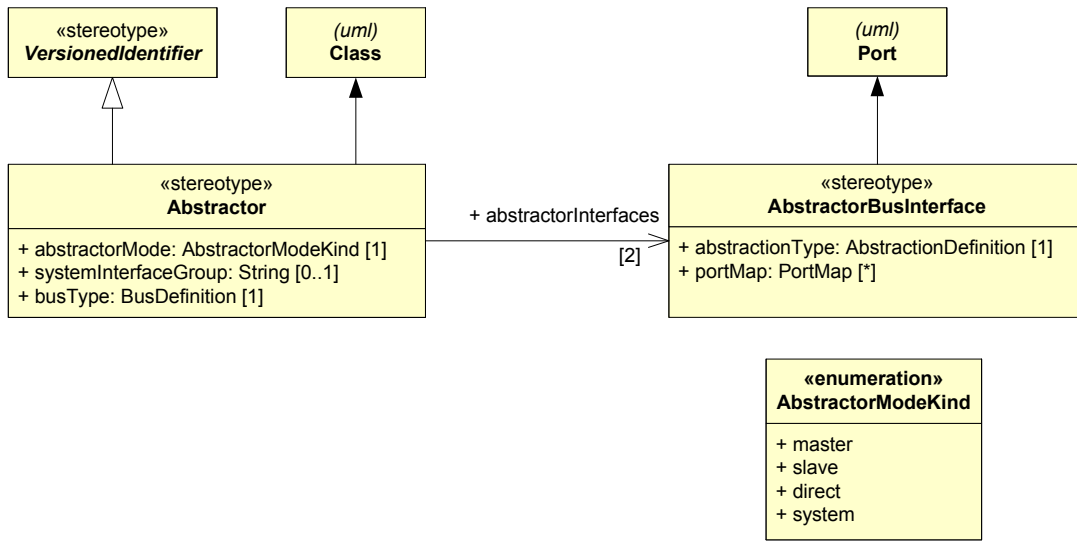 «stereotype»
VersionedIdentifier
(uml)
Class
(uml)
Port
«stereotype»
Abstractor
+ abstractorMode: AbstractorModeKind [1]
+ systemInterfaceGroup: String [0..1]
+ busType: BusDefinition [1]
+ abstractorInterfaces
[2]
«stereotype»
AbstractorBusInterface
+ abstractionType: AbstractionDefinition [1]
+ portMap: PortMap [*]
«enumeration»
AbstractorModeKind
+ master
+ slave
+ direct
+ system